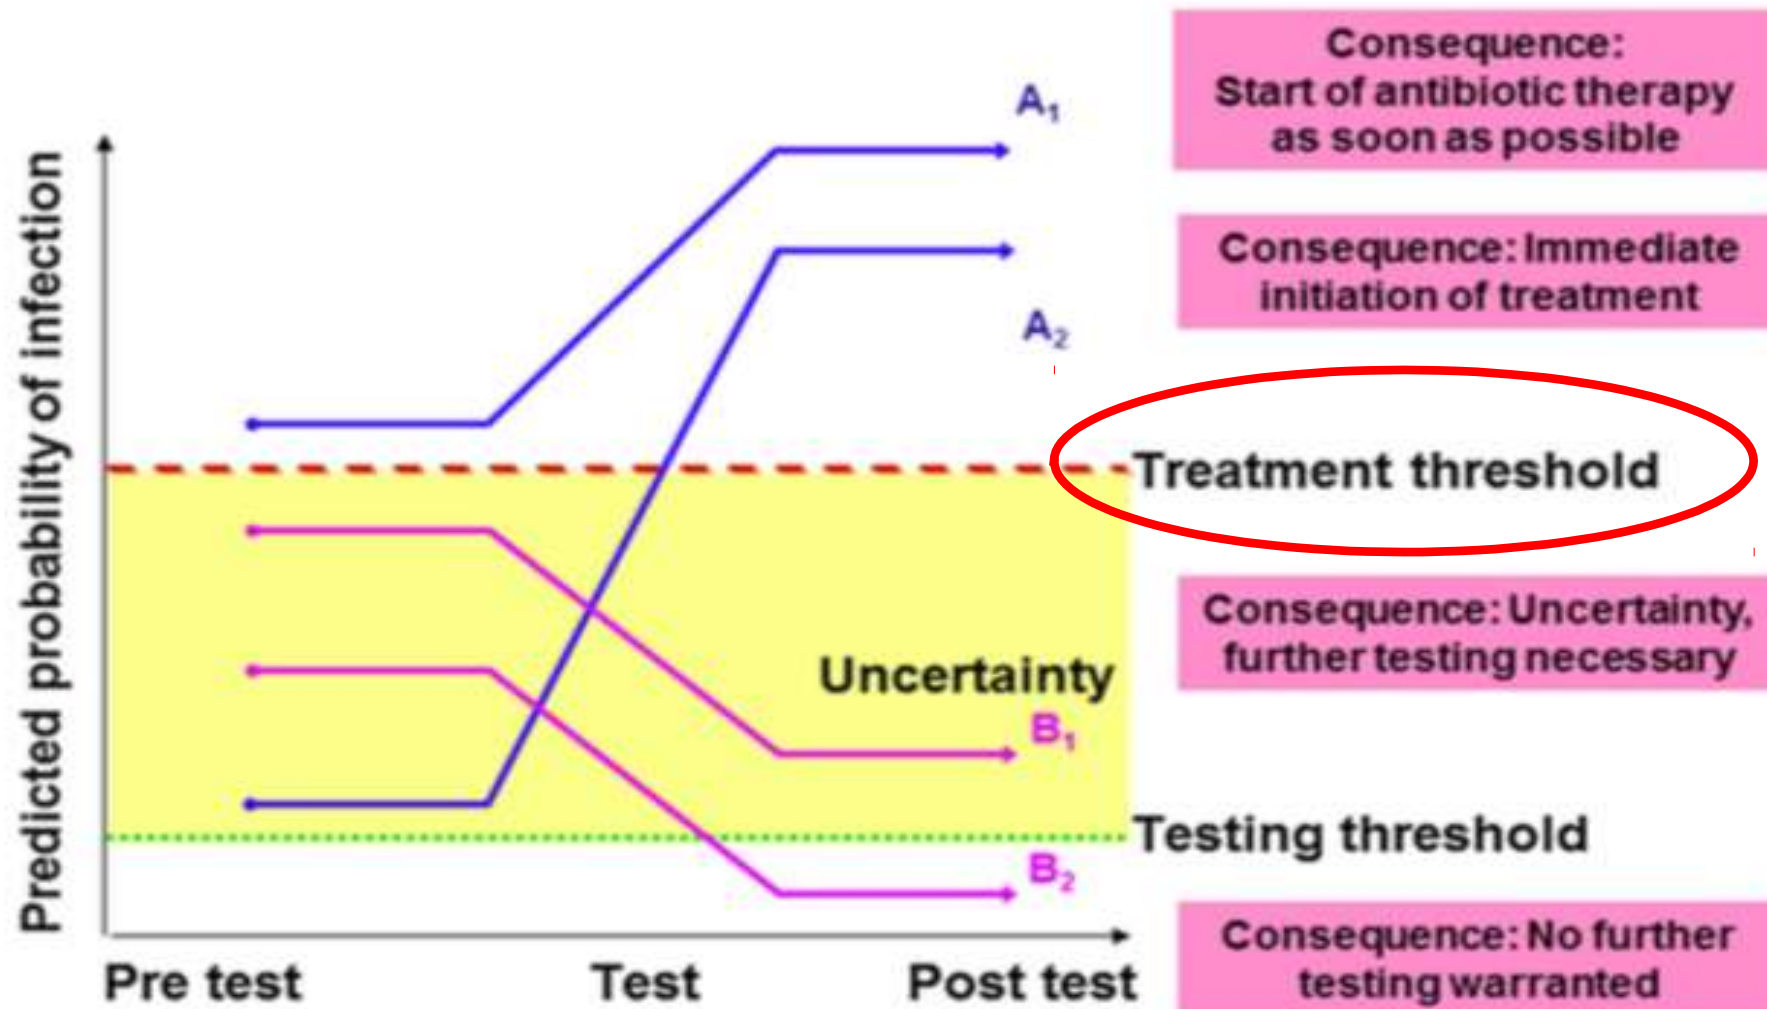 Predicted probability of infection
A₁
Consequence:
Start of antibiotic therapy
as soon as possible
Consequence: Immediate
initiation of treatment
A₂
Treatment threshold
Consequence: Uncertainty,
further testing necessary
Uncertainty
B₁
Testing threshold
B₂
Consequence: No further
testing warranted
Pre test
Test
Post test